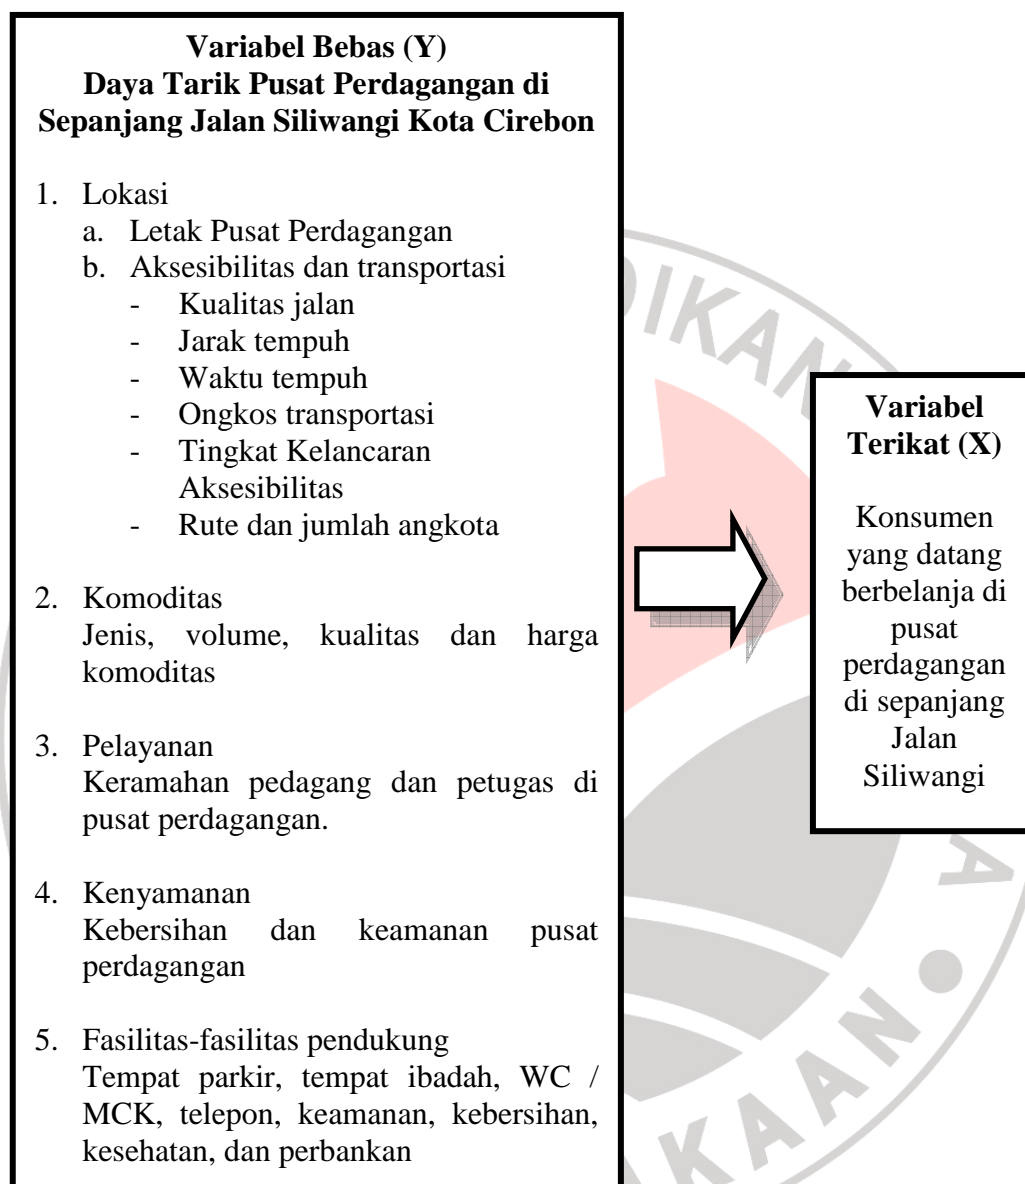 Variabel Bebas (Y)
Daya Tarik Pusat Perdagangan di
Sepanjang Jalan Siliwangi Kota Cirebon
1. Lokasi
a. Letak Pusat Perdagangan
b. Aksesibilitas dan transportasi
- Kualitas jalan
- Jarak tempuh
- Waktu tempuh
- Ongkos transportasi
- Tingkat Kelancaran
Aksesibilitas
- Rute dan jumlah angkota
2. Komoditas
Jenis, volume, kualitas dan harga
komoditas
3. Pelayanan
Keramahan pedagang dan petugas di
pusat perdagangan.
4. Kenyamanan
Kebersihan dan keamanan pusat
perdagangan
5. Fasilitas-fasilitas pendukung
Tempat parkir, tempat ibadah, WC /
MCK, telepon, keamanan, kebersihan,
kesehatan, dan perbankan
Variabel
Terikat (X)
Konsumen
yang datang
berbelanja di
pusat
perdagangan
di sepanjang
Jalan
Siliwangi